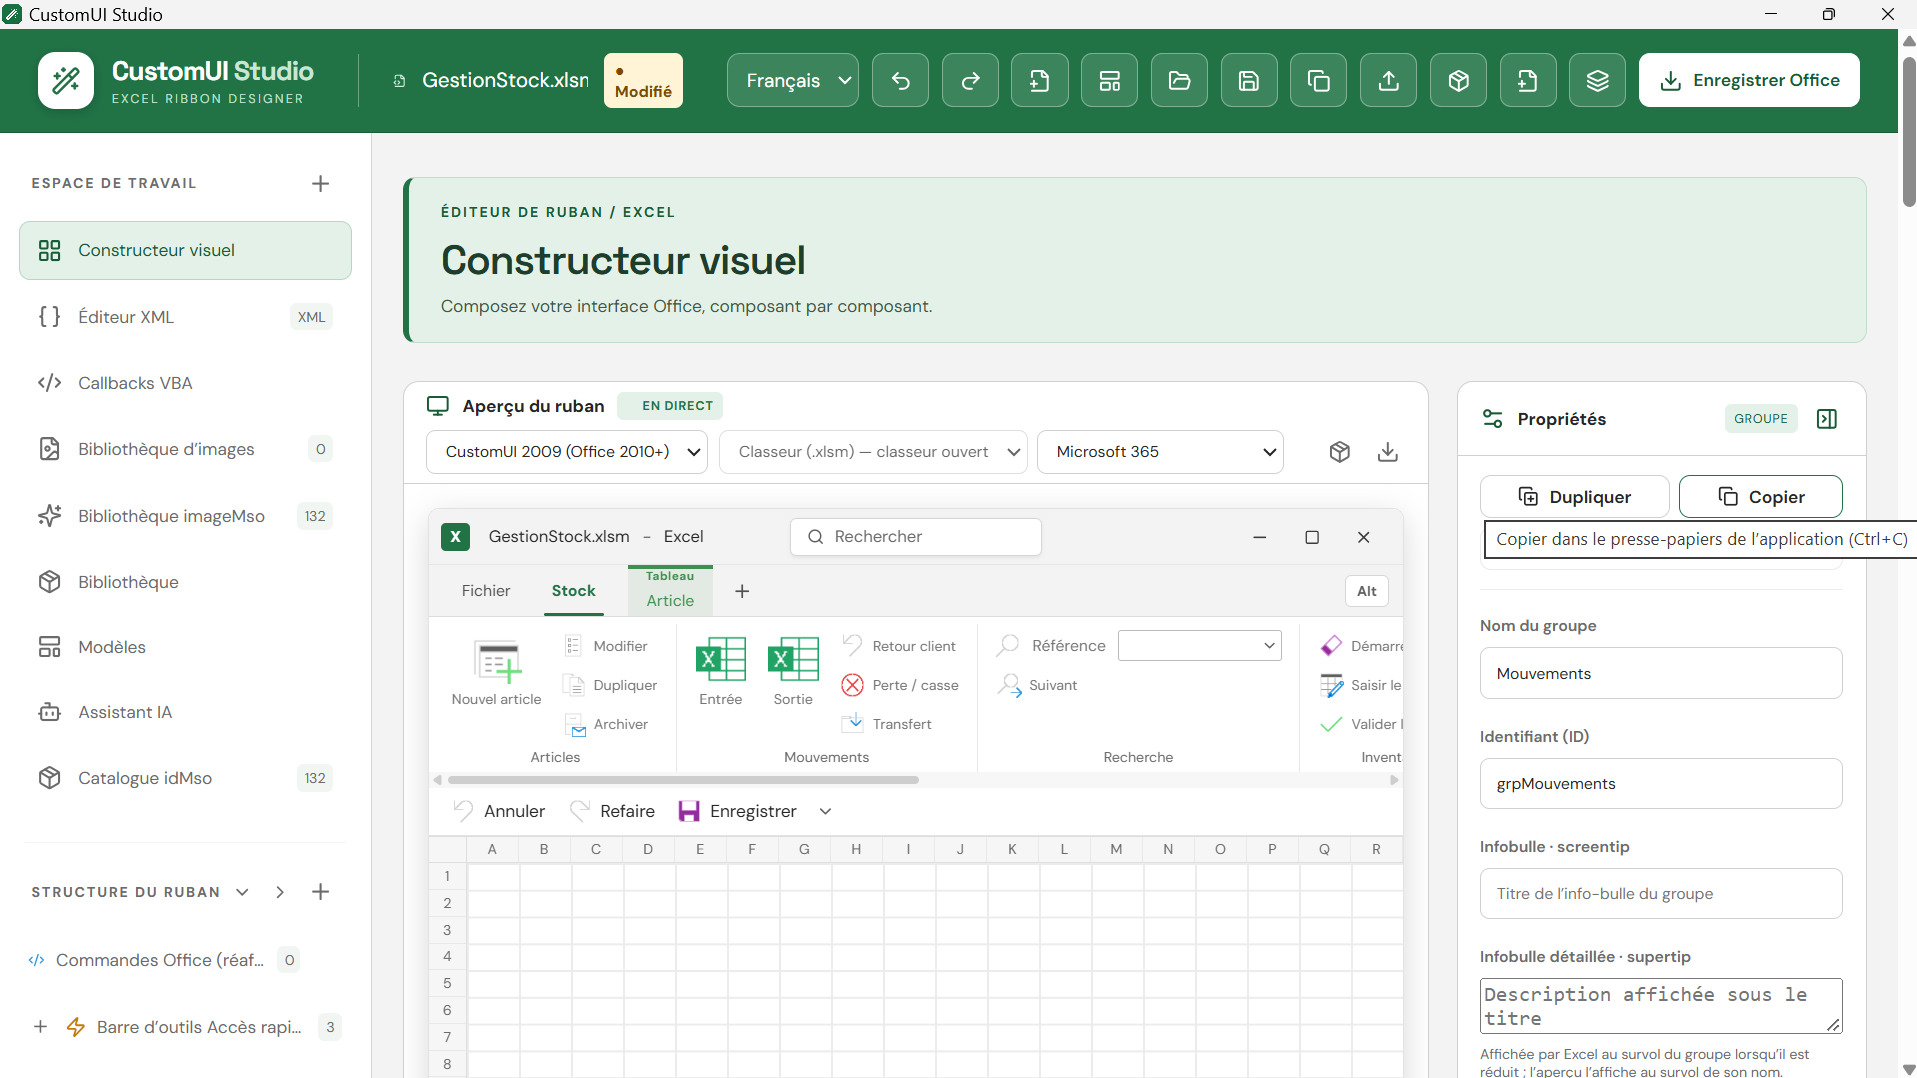 CustomUI Studio
CustomUI Studio
EXCEL RIBBON DESIGNER
GestionStock.xlsm
● Modifié
Français
Enregistrer Office
ESPACE DE TRAVAIL
Constructeur visuel
Éditeur XML
XML
Callbacks VBA
Bibliothèque d’images
0
Bibliothèque imageMso
132
Bibliothèque
Modèles
Assistant IA
Catalogue idMso
132
STRUCTURE DU RUBAN
Commandes Office (réaf...
0
Barre d’outils Accès rapi...
3
ÉDITEUR DE RUBAN / EXCEL
Constructeur visuel
Composez votre interface Office, composant par composant.
Aperçu du ruban
EN DIRECT
CustomUI 2009 (Office 2010+)
Classeur (.xlsm) — classeur ouvert
Microsoft 365
X
GestionStock.xlsm - Excel
Rechercher
Fichier
Stock
Tableau
Article
Alt
Nouvel article
Modifier
Dupliquer
Archiver
Articles
Entrée
Sortie
Retour client
Perte / casse
Transfert
Mouvements
Référence
Suivant
Recherche
Démarre
Saisir le
Valider l
Invent
Annuler
Refaire
Enregistrer
A B C D E F G H I J K L M N O P Q R
1
2
3
4
5
6
7
8
Propriétés
GROUPE
Dupliquer
Copier
Copier dans le presse-papiers de l’application (Ctrl+C)
Nom du groupe
Mouvements
Identifiant (ID)
grpMouvements
Infobulle · screentip
Titre de l’info-bulle du groupe
Infobulle détaillée · supertip
Description affichée sous le
titre
Affichée par Excel au survol du groupe lorsqu’il est
réduit ; l’aperçu l’affiche au survol de son nom.